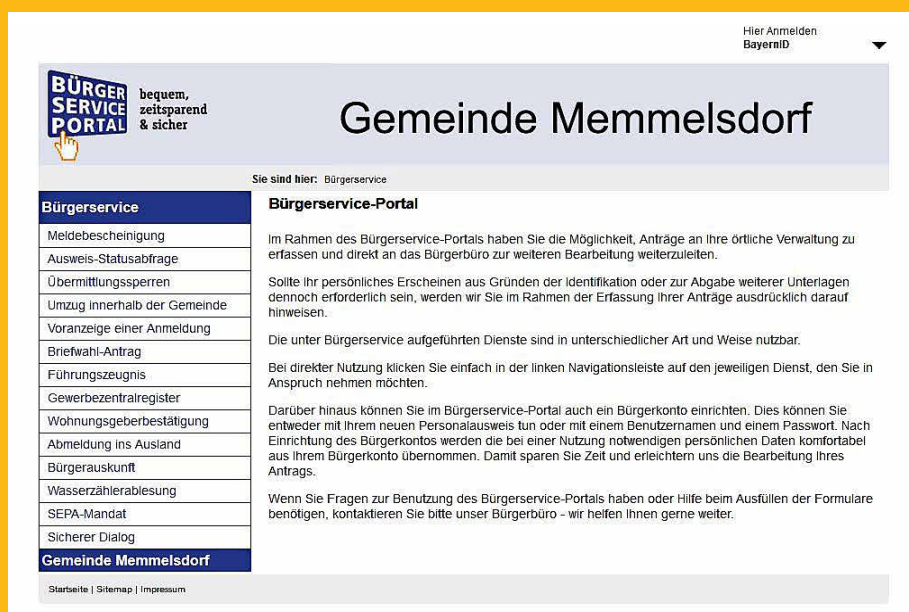 Hier Anmelden
BayernID
BÜRGER
SERVICE
PORTAL
bequem,
zeitsparend
& sicher
Gemeinde Memmelsdorf
Sie sind hier: Bürgerservice
Bürgerservice
Meldebescheinigung
Ausweis-Statusabfrage
Übermittlungssperren
Umzug innerhalb der Gemeinde
Voranzeige einer Anmeldung
Briefwahl-Antrag
Führungszeugnis
Gewerbezentralregister
Wohnungsgeberbestätigung
Abmeldung ins Ausland
Bürgerauskunft
Wasserzählerablesung
SEPA-Mandat
Sicherer Dialog
Gemeinde Memmelsdorf
Bürgerservice-Portal
Im Rahmen des Bürgerservice-Portals haben Sie die Möglichkeit, Anträge an Ihre örtliche Verwaltung zu
erfassen und direkt an das Bürgerbüro zur weiteren Bearbeitung weiterzuleiten.
Sollte Ihr persönliches Erscheinen aus Gründen der Identifikation oder zur Abgabe weiterer Unterlagen
dennoch erforderlich sein, werden wir Sie im Rahmen der Erfassung Ihrer Anträge ausdrücklich darauf
hinweisen.
Die unter Bürgerservice aufgeführten Dienste sind in unterschiedlicher Art und Weise nutzbar.
Bei direkter Nutzung klicken Sie einfach in der linken Navigationsleiste auf den jeweiligen Dienst, den Sie in
Anspruch nehmen möchten.
Darüber hinaus können Sie im Bürgerservice-Portal auch ein Bürgerkonto einrichten. Dies können Sie
entweder mit Ihrem neuen Personalausweis tun oder mit einem Benutzernamen und einem Passwort. Nach
Einrichtung des Bürgerkontos werden die bei einer Nutzung notwendigen persönlichen Daten komfortabel
aus Ihrem Bürgerkonto übernommen. Damit sparen Sie Zeit und erleichtern uns die Bearbeitung Ihres
Antrags.
Wenn Sie Fragen zur Benutzung des Bürgerservice-Portals haben oder Hilfe beim Ausfüllen der Formulare
benötigen, kontaktieren Sie bitte unser Bürgerbüro - wir helfen Ihnen gerne weiter.
Startseite | Sitemap | Impressum